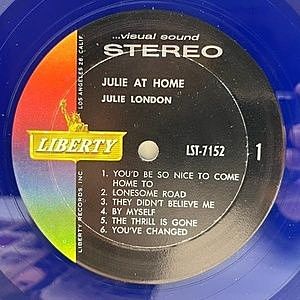 ...visual sound
STEREO
JULIE AT HOME
JULIE LONDON
LIBERTY
LST-7152
1
1. YOU'D BE SO NICE TO COME
HOME TO
2. LONESOME ROAD
3. THEY DIDN'T BELIEVE ME
4. BY MYSELF
5. THE THRILL IS GONE
6. YOU'VE CHANGED
LIBERTY RECORDS, INC.
LOS ANGELES 28, CALIF.